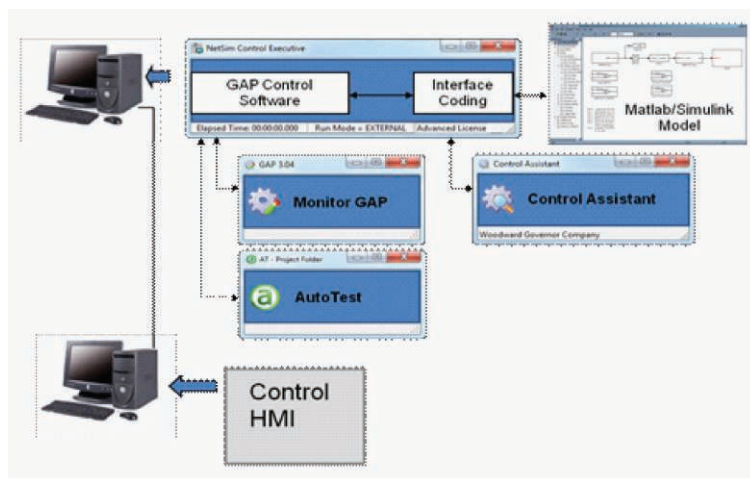 NetSim Control Executive
GAP Control
Software
Interface
Coding
Elapsed Time: 00:00:00.000
Run Mode = EXTERNAL
Advanced License
Matlab/Simulink
Model
GAP 3.04
Monitor GAP
Control Assistant
Control Assistant
Woodward Governor Company
AT - Project Folder
a
AutoTest
Control
HMI